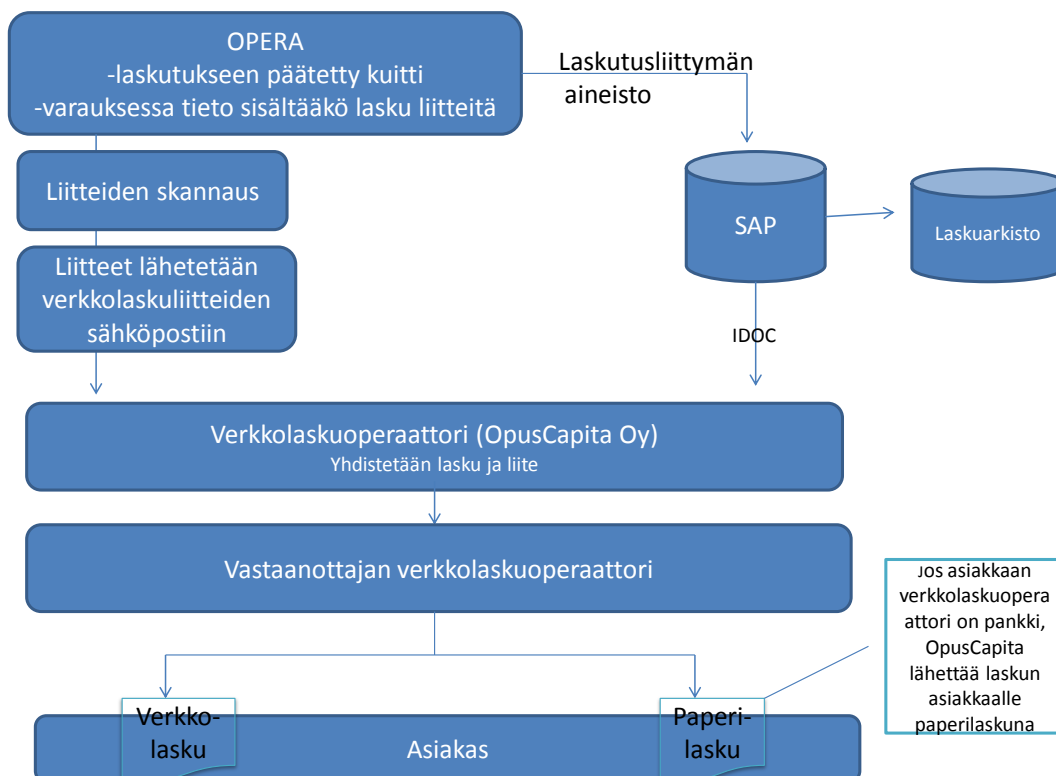 OPERA
-laskutukseen päätetty kuitti
-varauksessa tieto sisältääkö lasku liitteitä
Laskutusliittymän
aineisto
Liitteiden skannaus
SAP
Laskuarkisto
Liitteet lähetetään
verkkolaskuliitteiden
sähköpostiin
IDOC
Verkkolaskuoperaattori (OpusCapita Oy)
Yhdistetään lasku ja liite
Vastaanottajan verkkolaskuoperaattori
Jos asiakkaan
verkkolaskuopera
attori on pankki,
OpusCapita
lähettää laskun
asiakkaalle
paperilaskuna
Verkko-
lasku
Asiakas
Paperi-
lasku